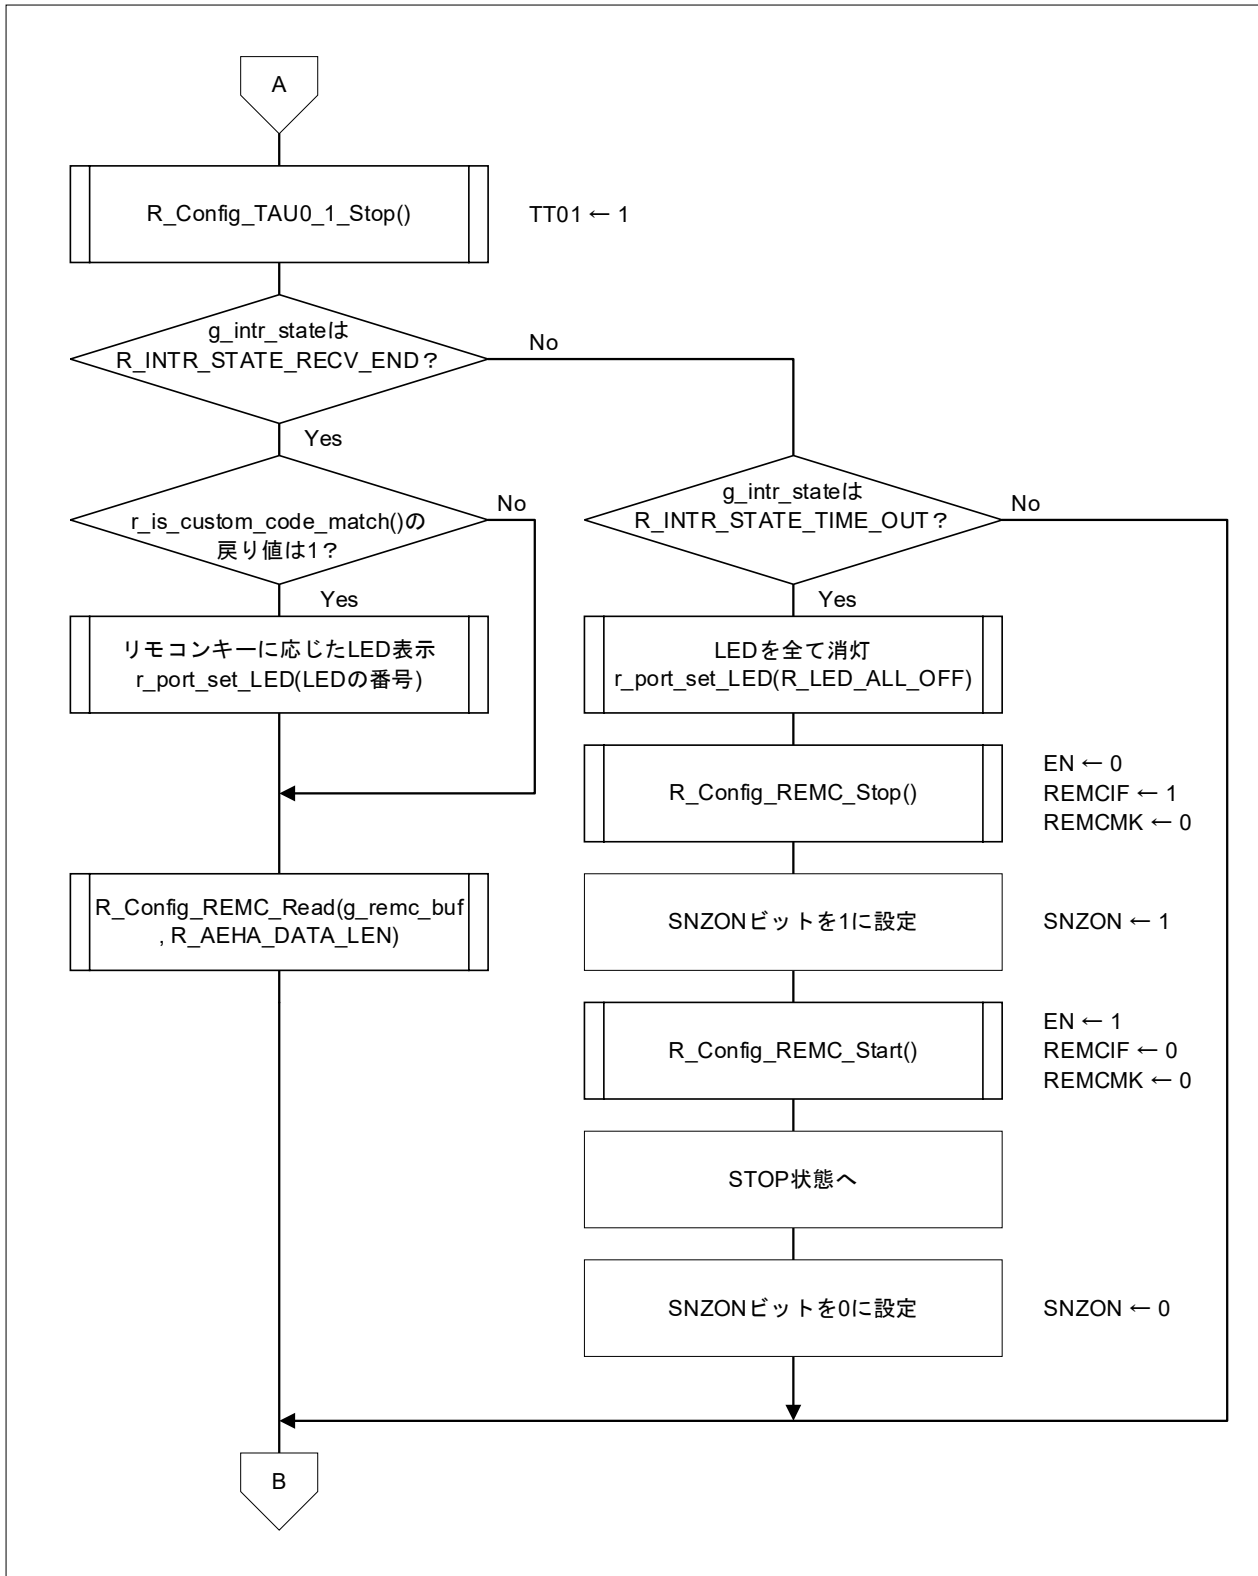 A
R_Config_TAU0_1_Stop()
TT01 ← 1
g_intr_stateは
R_INTR_STATE_RECV_END？
No
Yes
r_is_custom_code_match()の
戻り値は1？
No
Yes
リモコンキーに応じたLED表示
r_port_set_LED(LEDの番号)
R_Config_REMC_Read(g_remc_buf
, R_AEHA_DATA_LEN)
g_intr_stateは
R_INTR_STATE_TIME_OUT？
No
Yes
LEDを全て消灯
r_port_set_LED(R_LED_ALL_OFF)
R_Config_REMC_Stop()
EN ← 0
REMCIF ← 1
REMCMK ← 0
SNZONビットを1に設定
SNZON ← 1
R_Config_REMC_Start()
EN ← 1
REMCIF ← 0
REMCMK ← 0
STOP状態へ
SNZONビットを0に設定
SNZON ← 0
B